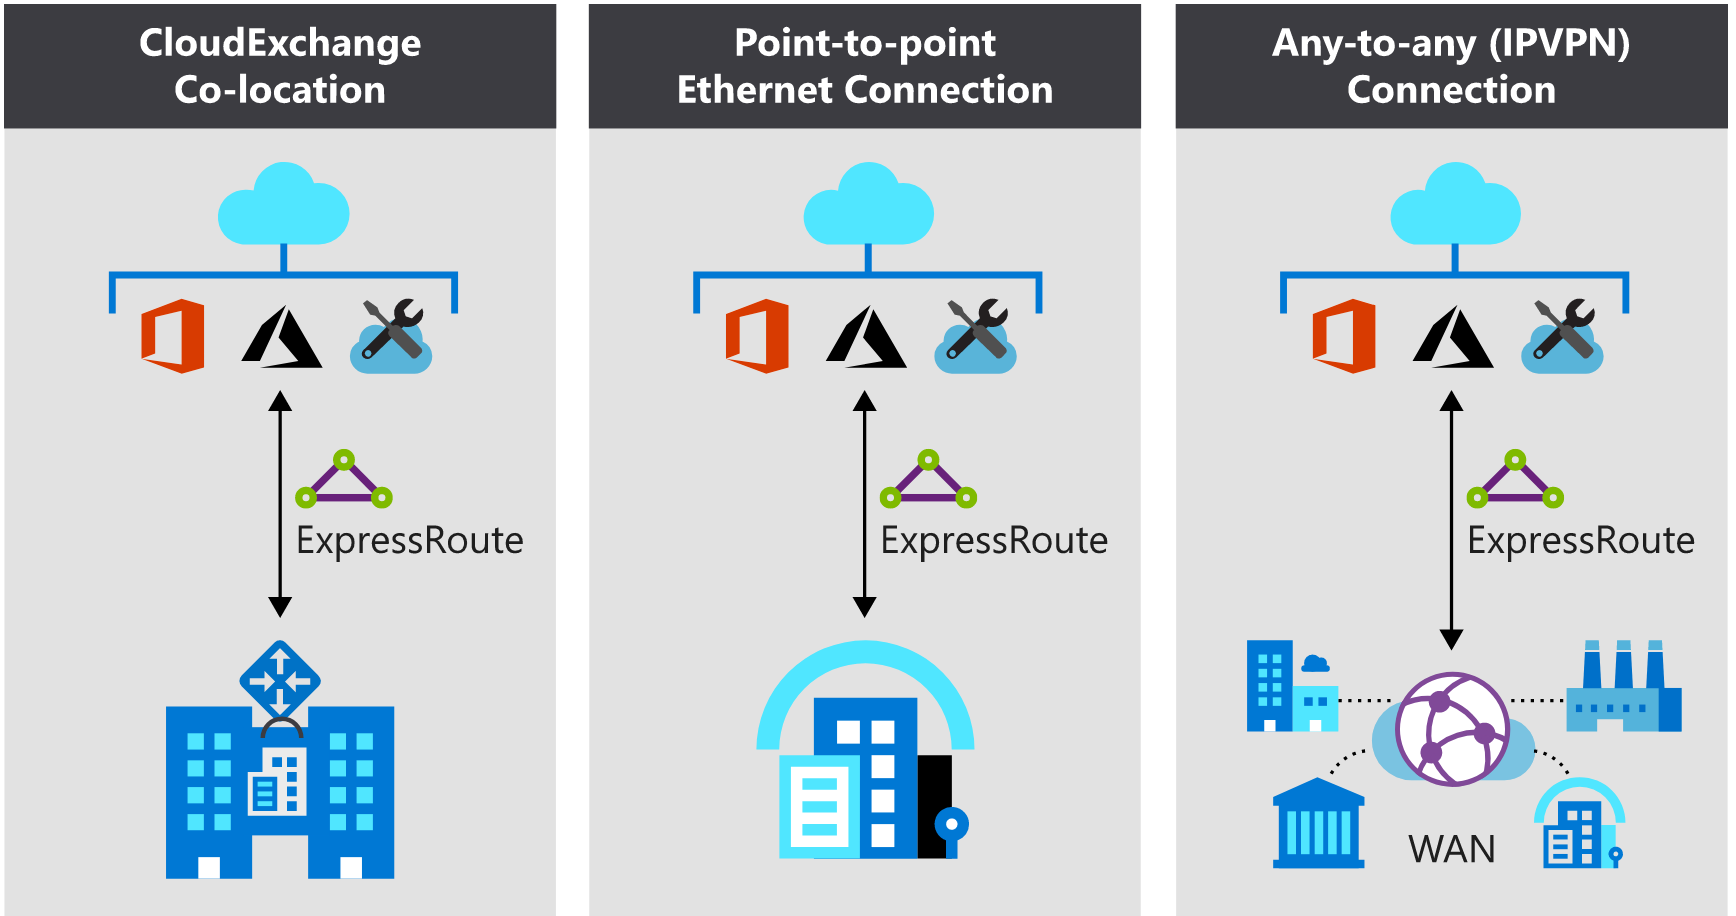 CloudExchange
Co-location
Point-to-point
Ethernet Connection
Any-to-any (IPVPN)
Connection
ExpressRoute
ExpressRoute
ExpressRoute
WAN